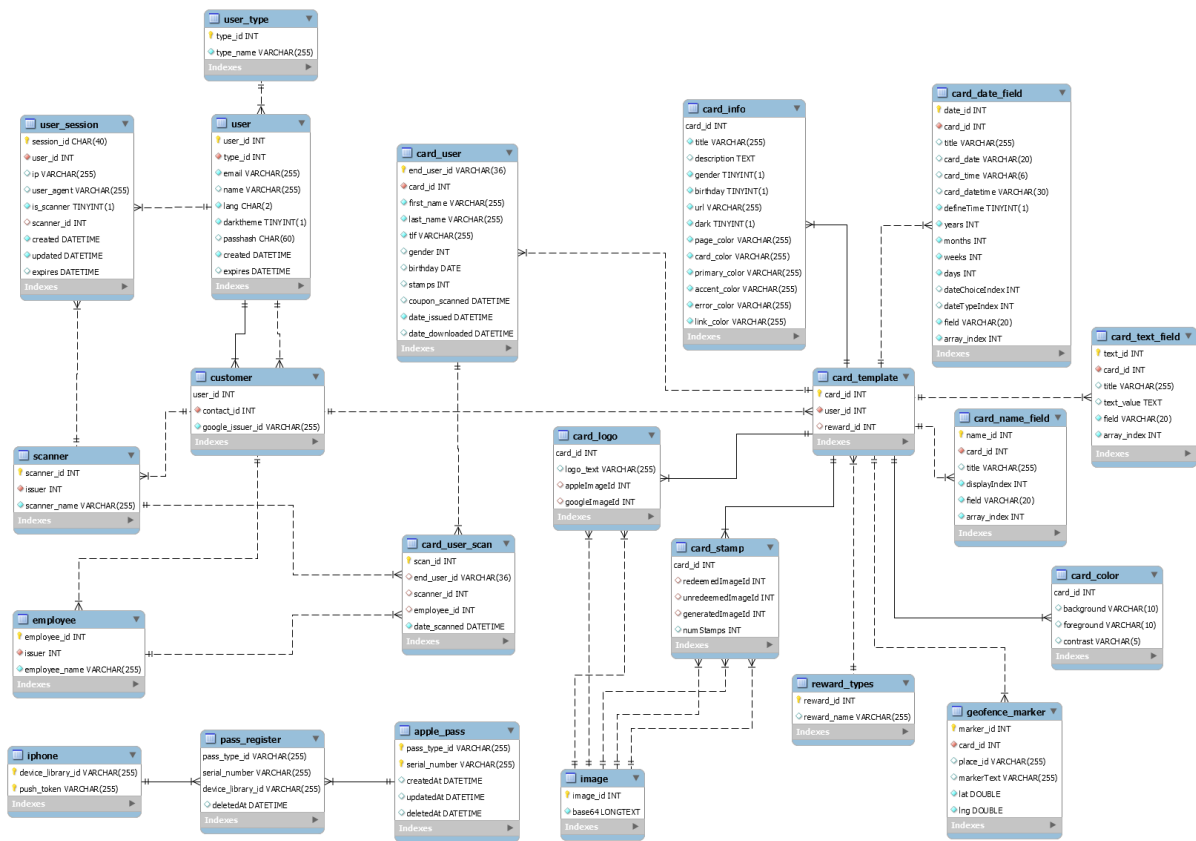 user_type
type_id INT
type_name VARCHAR(255)
Indexes
user_session
session_id CHAR(40)
user_id INT
ip VARCHAR(255)
user_agent VARCHAR(255)
is_scanner TINYINT(1)
scanner_id INT
created DATETIME
updated DATETIME
expires DATETIME
Indexes
user
user_id INT
type_id INT
email VARCHAR(255)
name VARCHAR(255)
lang CHAR(2)
darktheme TINYINT(1)
passhash CHAR(60)
created DATETIME
expires DATETIME
Indexes
card_user
end_user_id VARCHAR(36)
card_id INT
first_name VARCHAR(255)
last_name VARCHAR(255)
tlf VARCHAR(255)
gender INT
birthday DATE
stamps INT
coupon_scanned DATETIME
date_issued DATETIME
date_downloaded DATETIME
Indexes
card_info
card_id INT
title VARCHAR(255)
description TEXT
gender TINYINT(1)
birthday TINYINT(1)
url VARCHAR(255)
dark TINYINT(1)
page_color VARCHAR(255)
card_color VARCHAR(255)
primary_color VARCHAR(255)
accent_color VARCHAR(255)
error_color VARCHAR(255)
link_color VARCHAR(255)
Indexes
card_date_field
date_id INT
card_id INT
title VARCHAR(255)
card_date VARCHAR(20)
card_time VARCHAR(6)
card_datetime VARCHAR(30)
defineTime TINYINT(1)
years INT
months INT
weeks INT
days INT
dateChoiceIndex INT
dateTypeIndex INT
field VARCHAR(20)
array_index INT
Indexes
card_text_field
text_id INT
card_id INT
title VARCHAR(255)
text_value TEXT
field VARCHAR(20)
array_index INT
Indexes
customer
user_id INT
contact_id INT
google_issuer_id VARCHAR(255)
Indexes
card_template
card_id INT
user_id INT
reward_id INT
Indexes
card_name_field
name_id INT
card_id INT
title VARCHAR(255)
displayIndex INT
field VARCHAR(20)
array_index INT
Indexes
scanner
scanner_id INT
issuer INT
scanner_name VARCHAR(255)
Indexes
card_logo
card_id INT
logo_text VARCHAR(255)
appleImageId INT
googleImageId INT
Indexes
card_user_scan
scan_id INT
end_user_id VARCHAR(36)
scanner_id INT
employee_id INT
date_scanned DATETIME
Indexes
card_stamp
card_id INT
redeemedImageId INT
unredeemedImageId INT
generatedImageId INT
numStamps INT
Indexes
card_color
card_id INT
background VARCHAR(10)
foreground VARCHAR(10)
contrast VARCHAR(5)
Indexes
employee
employee_id INT
issuer INT
employee_name VARCHAR(255)
Indexes
reward_types
reward_id INT
reward_name VARCHAR(255)
Indexes
geofence_marker
marker_id INT
card_id INT
place_id VARCHAR(255)
markerText VARCHAR(255)
lat DOUBLE
lng DOUBLE
Indexes
iphone
device_library_id VARCHAR(255)
push_token VARCHAR(255)
Indexes
pass_register
pass_type_id VARCHAR(255)
serial_number VARCHAR(255)
device_library_id VARCHAR(255)
deletedAt DATETIME
Indexes
apple_pass
pass_type_id VARCHAR(255)
serial_number VARCHAR(255)
createdAt DATETIME
updatedAt DATETIME
deletedAt DATETIME
Indexes
image
image_id INT
base64 LONGTEXT
Indexes